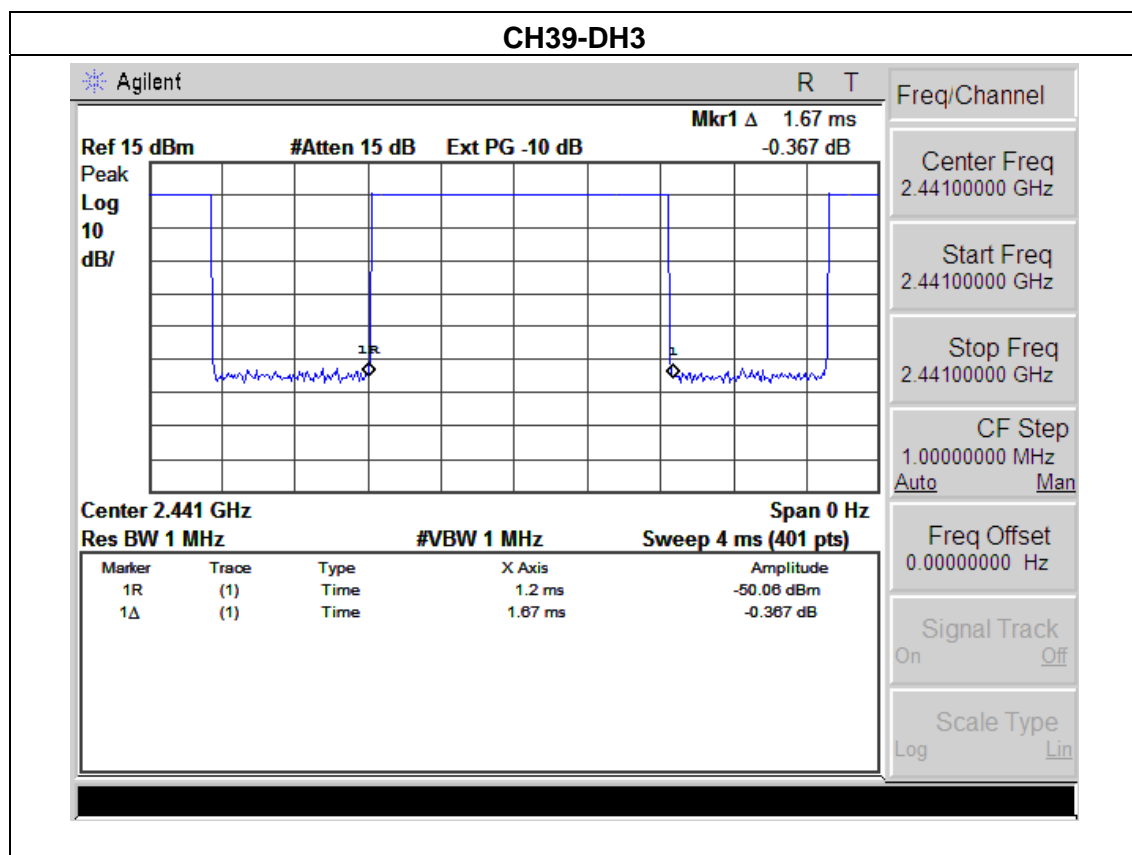 CH39-DH3
Agilent R T
Mkr1 Δ 1.67 ms
Ref 15 dBm #Atten 15 dB Ext PG -10 dB -0.367 dB
Peak
Log
10
dB/
1R
1
Center 2.441 GHz Span 0 Hz
Res BW 1 MHz #VBW 1 MHz Sweep 4 ms (401 pts)
Marker Trace Type X Axis Amplitude
1R (1) Time 1.2 ms -50.06 dBm
1Δ (1) Time 1.67 ms -0.367 dB
Freq/Channel
Center Freq
2.44100000 GHz
Start Freq
2.44100000 GHz
Stop Freq
2.44100000 GHz
CF Step
1.00000000 MHz
Auto Man
Freq Offset
0.00000000 Hz
Signal Track
On Off
Scale Type
Log Lin